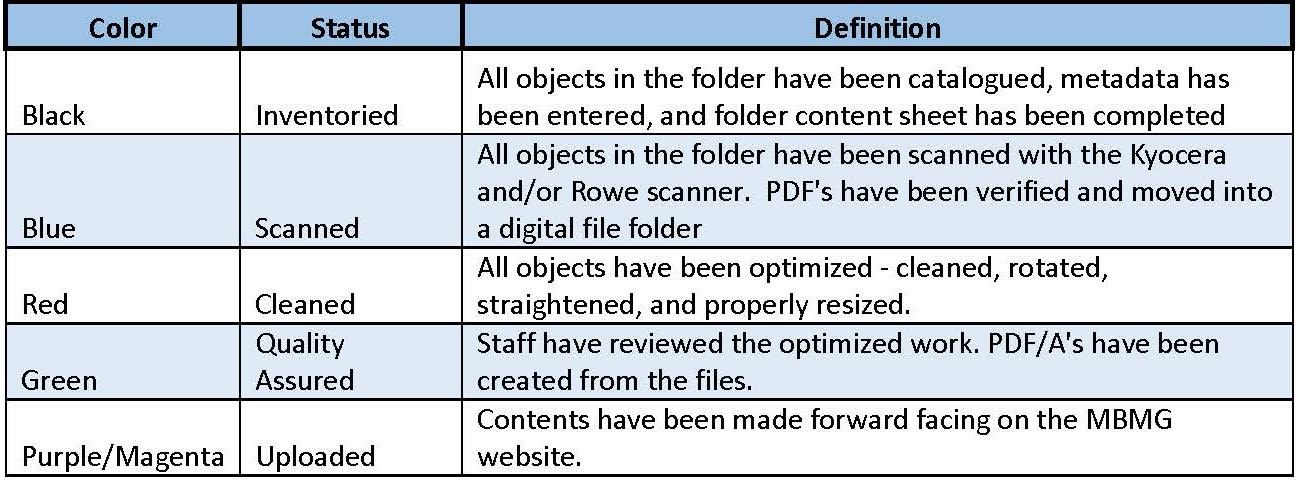 Color Status Definition
All objects in the folder have been catalogued, metadata has
Black Inventoried been entered, and folder content sheet has been completed
All objects in the folder have been scanned with the Kyocera
and/or Rowe scanner.  PDF's have been verified and moved into
Blue Scanned a digital file folder
All objects have been optimized - cleaned, rotated,
Red Cleaned straightened, and properly resized.
Quality Staff have reviewed the optimized work. PDF/A's have been
Green Assured created from the files.
Contents have been made forward facing on the MBMG
Purple/Magenta Uploaded website.